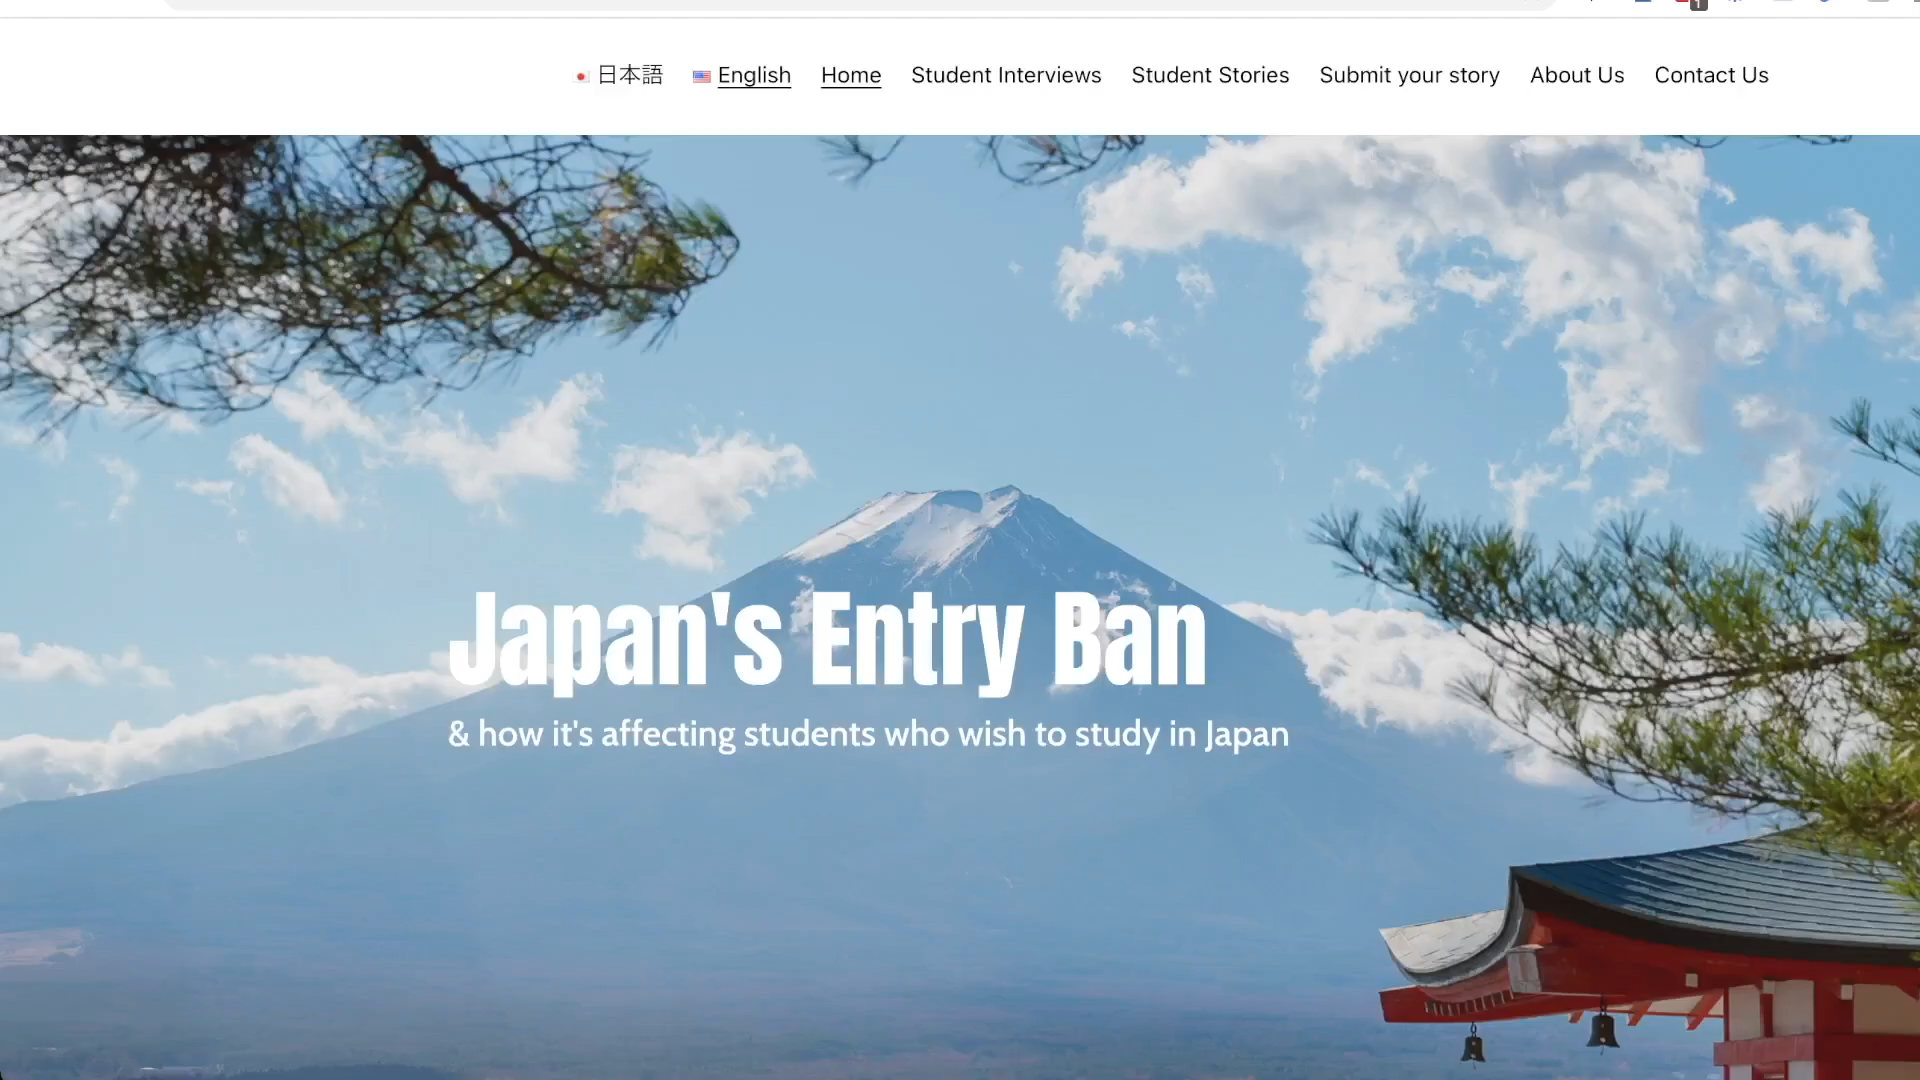 日本語 English Home Student Interviews Student Stories Submit your story About Us Contact Us
Japan's Entry Ban
& how it's affecting students who wish to study in Japan